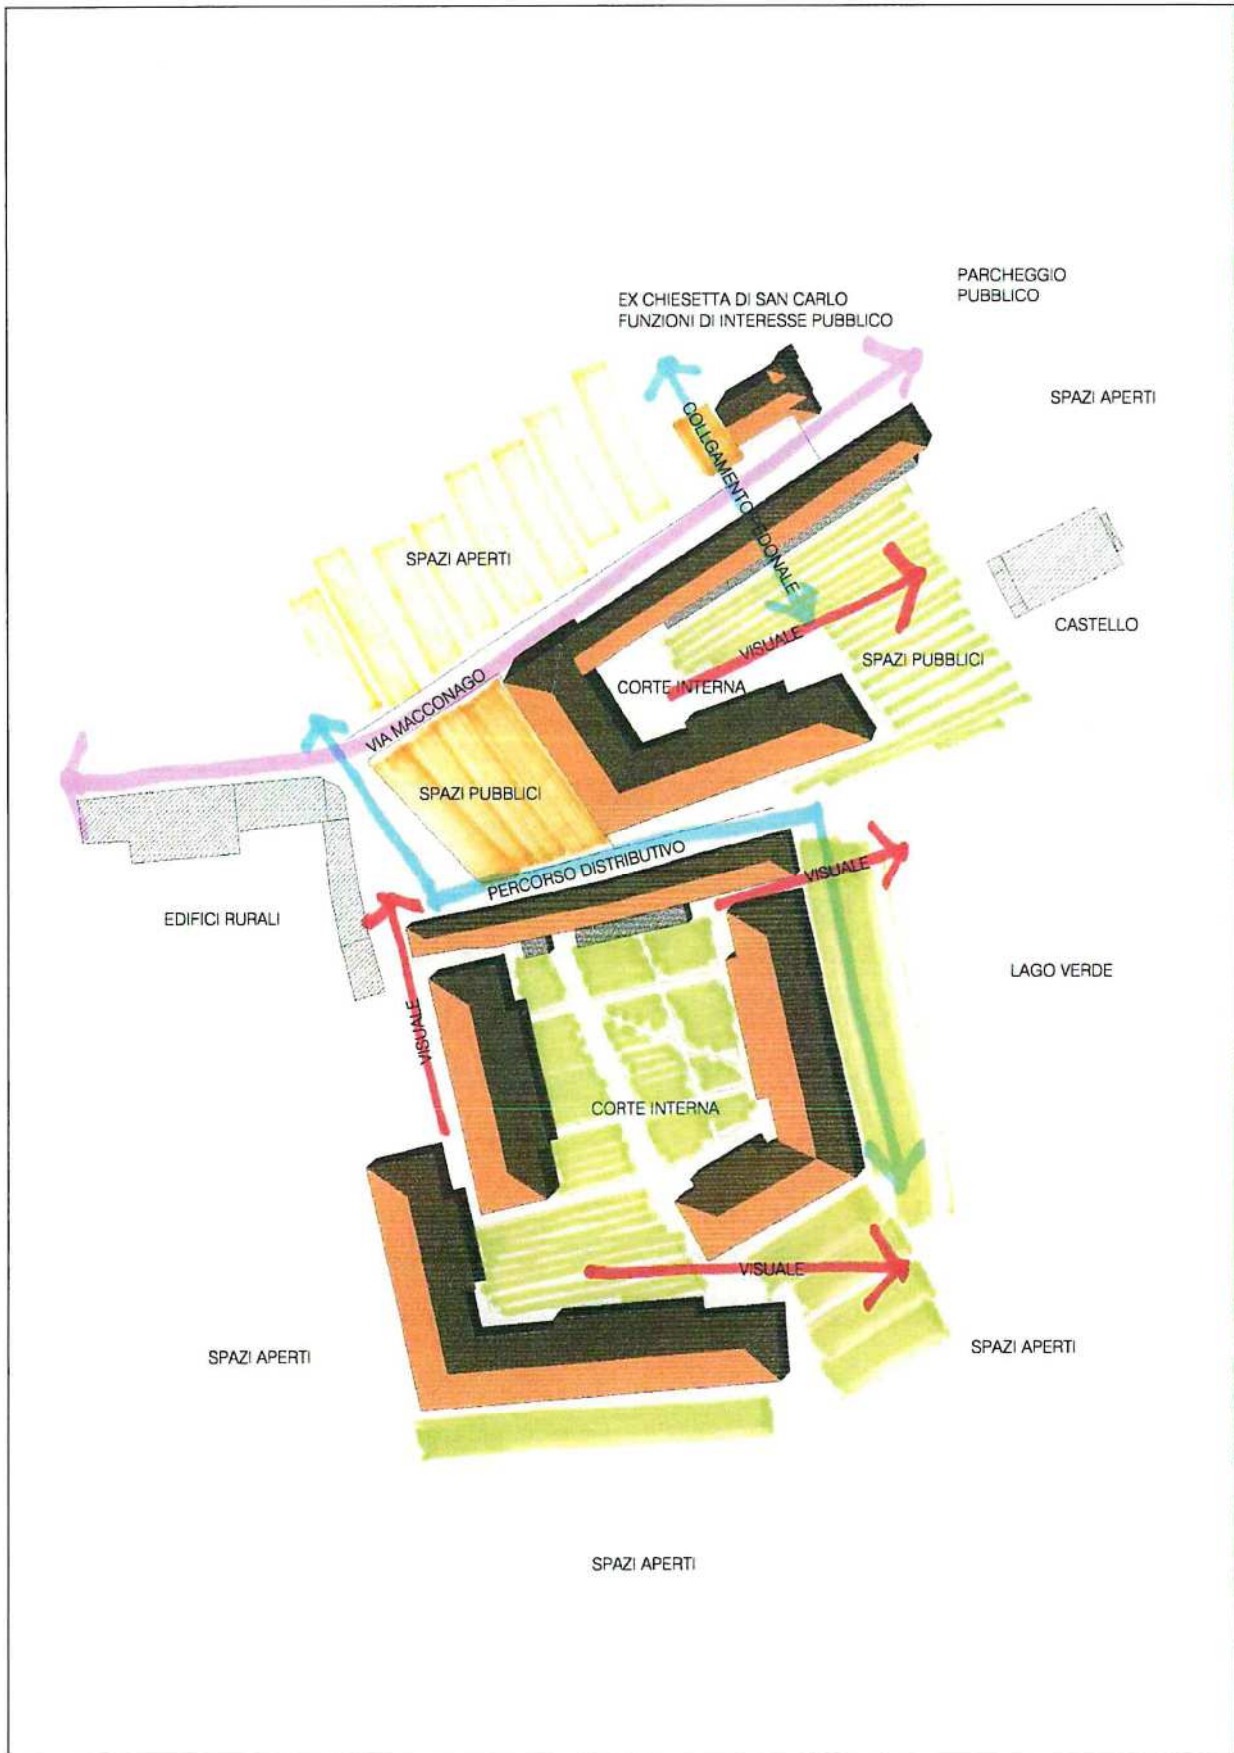 PARCHEGGIO
PUBBLICO
EX CHIESETTA DI SAN CARLO
FUNZIONI DI INTERESSE PUBBLICO
SPAZI APERTI
COLLGAMENTO PEDONALE
SPAZI APERTI
CASTELLO
VISUALE
SPAZI PUBBLICI
CORTE INTERNA
VIA MACCONAGO
SPAZI PUBBLICI
PERCORSO DISTRIBUTIVO
VISUALE
EDIFICI RURALI
LAGO VERDE
VISUALE
CORTE INTERNA
VISUALE
SPAZI APERTI
SPAZI APERTI
SPAZI APERTI